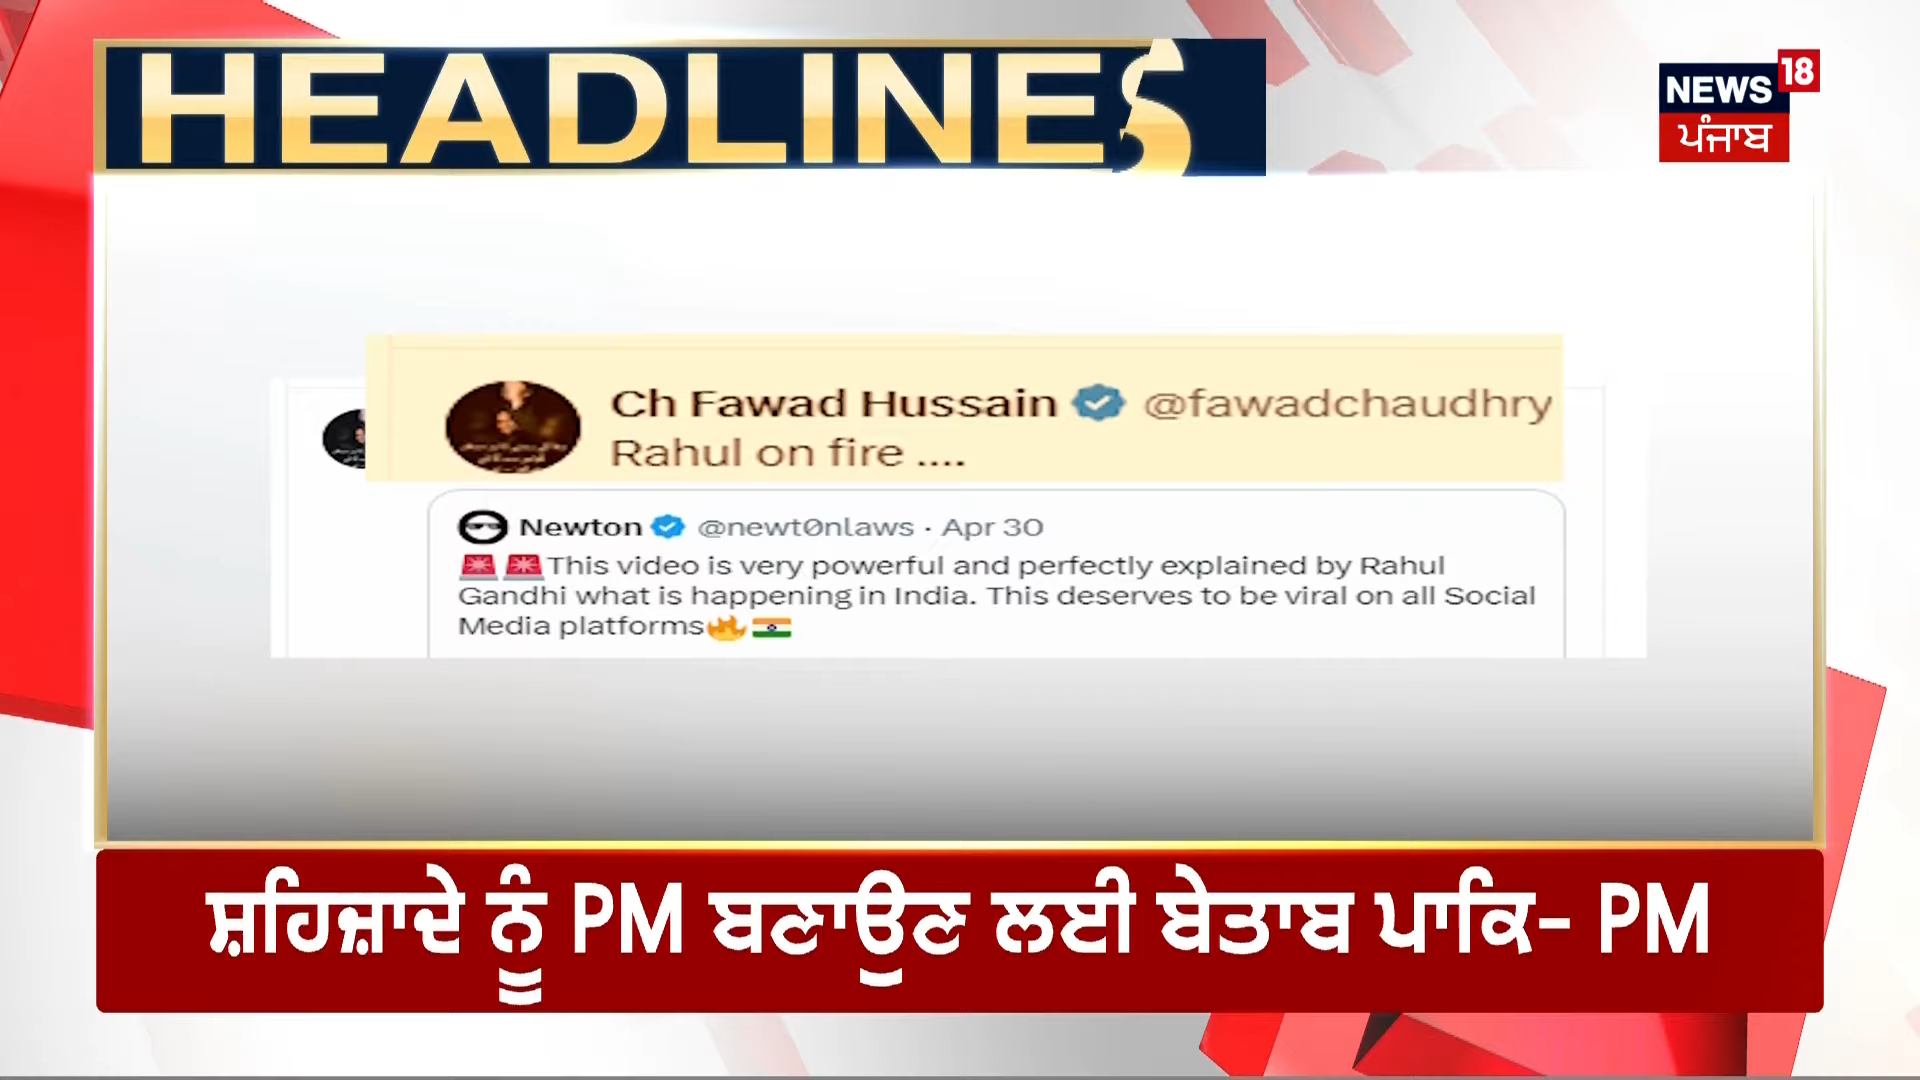 HEADLINES
NEWS 18
ਪੰਜਾਬ
Ch Fawad Hussain @fawadchaudhry
Rahul on fire ....
Newton @newt0nlaws · Apr 30
🚨🚨This video is very powerful and perfectly explained by Rahul
Gandhi what is happening in India. This deserves to be viral on all Social
Media platforms🔥🇮🇳
ਸ਼ਹਿਜ਼ਾਦੇ ਨੂੰ PM ਬਣਾਉਣ ਲਈ ਬੇਤਾਬ ਪਾਕਿ- PM